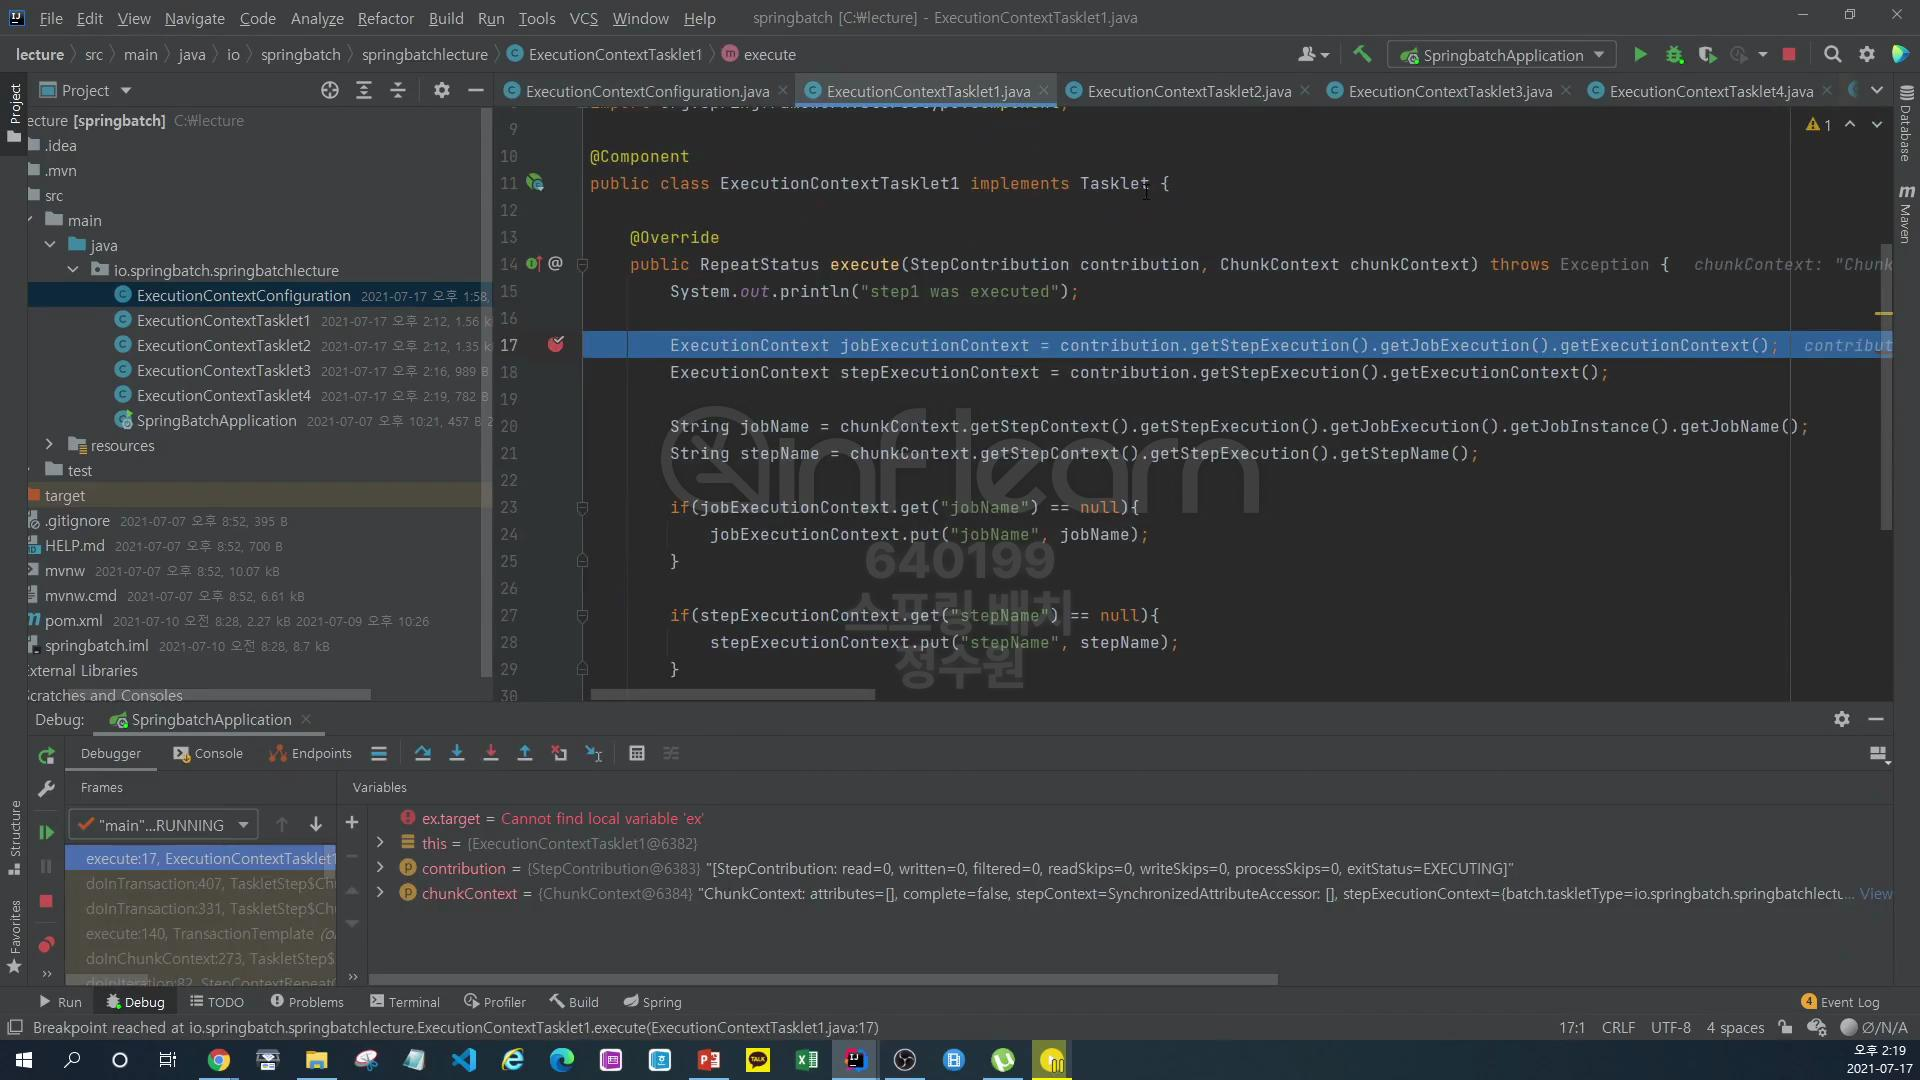 File Edit View Navigate Code Analyze Refactor Build Run Tools VCS Window Help springbatch [C:\lecture] - ExecutionContextTasklet1.java
lecture src main java io springbatch springbatchlecture ExecutionContextTasklet1 execute SpringbatchApplication
Project ExecutionContextConfiguration.java ExecutionContextTasklet1.java ExecutionContextTasklet2.java ExecutionContextTasklet3.java ExecutionContextTasklet4.java
Project
Database
Maven
Structure
Favorites
ecture [springbatch] C:\lecture
.idea
.mvn
src
main
java
io.springbatch.springbatchlecture
ExecutionContextConfiguration 2021-07-17 오후 1:58,
ExecutionContextTasklet1 2021-07-17 오후 2:12, 1.56 k
ExecutionContextTasklet2 2021-07-17 오후 2:12, 1.35 k
ExecutionContextTasklet3 2021-07-17 오후 2:16, 989 B
ExecutionContextTasklet4 2021-07-17 오후 2:19, 782 B
SpringBatchApplication 2021-07-07 오후 10:21, 457 B 2
resources
test
target
.gitignore 2021-07-07 오후 8:52, 395 B
HELP.md 2021-07-07 오후 8:52, 700 B
mvnw 2021-07-07 오후 8:52, 10.07 kB
mvnw.cmd 2021-07-07 오후 8:52, 6.61 kB
pom.xml 2021-07-10 오전 8:28, 2.27 kB 2021-07-09 오후 10:26
springbatch.iml 2021-07-10 오전 8:28, 8.7 kB
External Libraries
Scratches and Consoles
1
9
10 @Component
11 public class ExecutionContextTasklet1 implements Tasklet {
12
13 @Override
14 @ public RepeatStatus execute(StepContribution contribution, ChunkContext chunkContext) throws Exception { chunkContext: "Chunk
15 System.out.println("step1 was executed");
16
17 ExecutionContext jobExecutionContext = contribution.getStepExecution().getJobExecution().getExecutionContext(); contribut
18 ExecutionContext stepExecutionContext = contribution.getStepExecution().getExecutionContext();
19
20 String jobName = chunkContext.getStepContext().getStepExecution().getJobExecution().getJobInstance().getJobName();
21 String stepName = chunkContext.getStepContext().getStepExecution().getStepName();
22
23 if(jobExecutionContext.get("jobName") == null){
24 jobExecutionContext.put("jobName", jobName);
25 }
26
27 if(stepExecutionContext.get("stepName") == null){
28 stepExecutionContext.put("stepName", stepName);
29 }
30
inflearn
640199
스프링 배치
정수원
Debug: SpringbatchApplication
Debugger Console Endpoints
Frames Variables
"main"...RUNNING
execute:17, ExecutionContextTasklet1
doInTransaction:407, TaskletStep$Ch
doInTransaction:331, TaskletStep$Ch
execute:140, TransactionTemplate (o
doInChunkContext:273, TaskletStep$
doInIteration:82, StepContextRepeat
ex.target = Cannot find local variable 'ex'
this = {ExecutionContextTasklet1@6382}
contribution = {StepContribution@6383} "[StepContribution: read=0, written=0, filtered=0, readSkips=0, writeSkips=0, processSkips=0, exitStatus=EXECUTING]"
chunkContext = {ChunkContext@6384} "ChunkContext: attributes=[], complete=false, stepContext=SynchronizedAttributeAccessor: [], stepExecutionContext={batch.taskletType=io.springbatch.springbatchlectu... View
Run Debug TODO Problems Terminal Profiler Build Spring 4 Event Log
Breakpoint reached at io.springbatch.springbatchlecture.ExecutionContextTasklet1.execute(ExecutionContextTasklet1.java:17) 17:1 CRLF UTF-8 4 spaces Ø/N/A
TALK
오후 2:19
2021-07-17